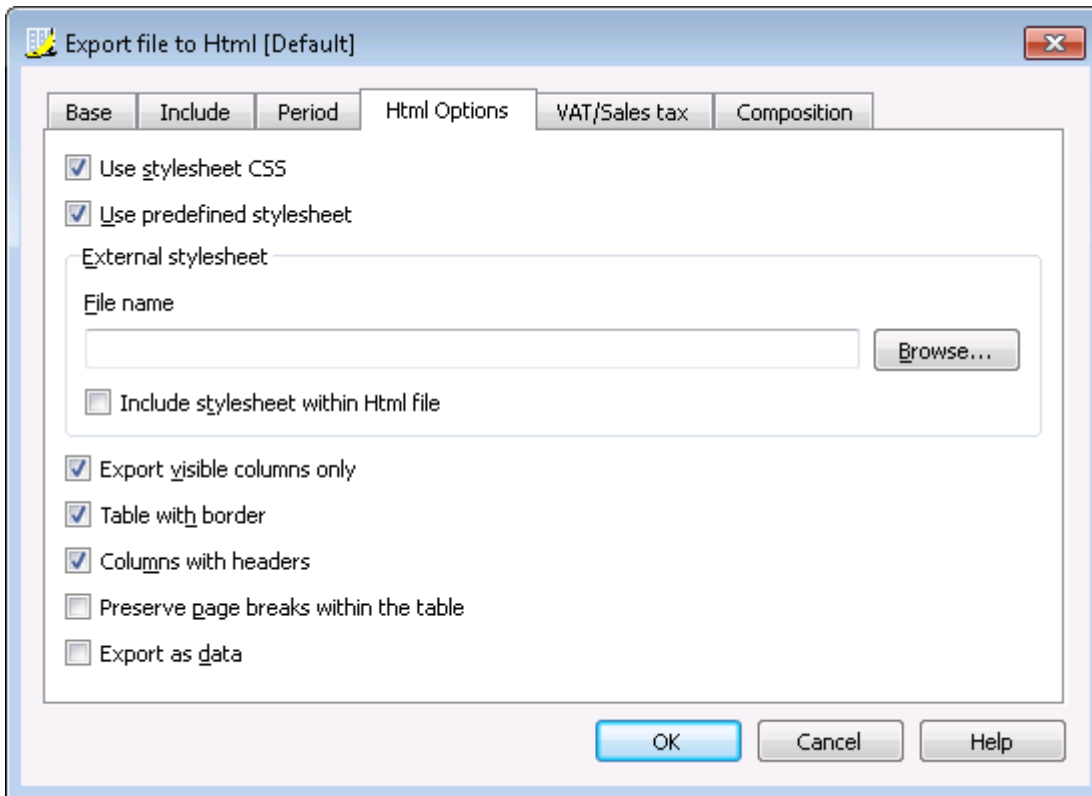 Export file to Html [Default]
Base Include Period Html Options VAT/Sales tax Composition
Use stylesheet CSS
Use predefined stylesheet
External stylesheet
File name
Browse...
Include stylesheet within Html file
Export visible columns only
Table with border
Columns with headers
Preserve page breaks within the table
Export as data
OK Cancel Help